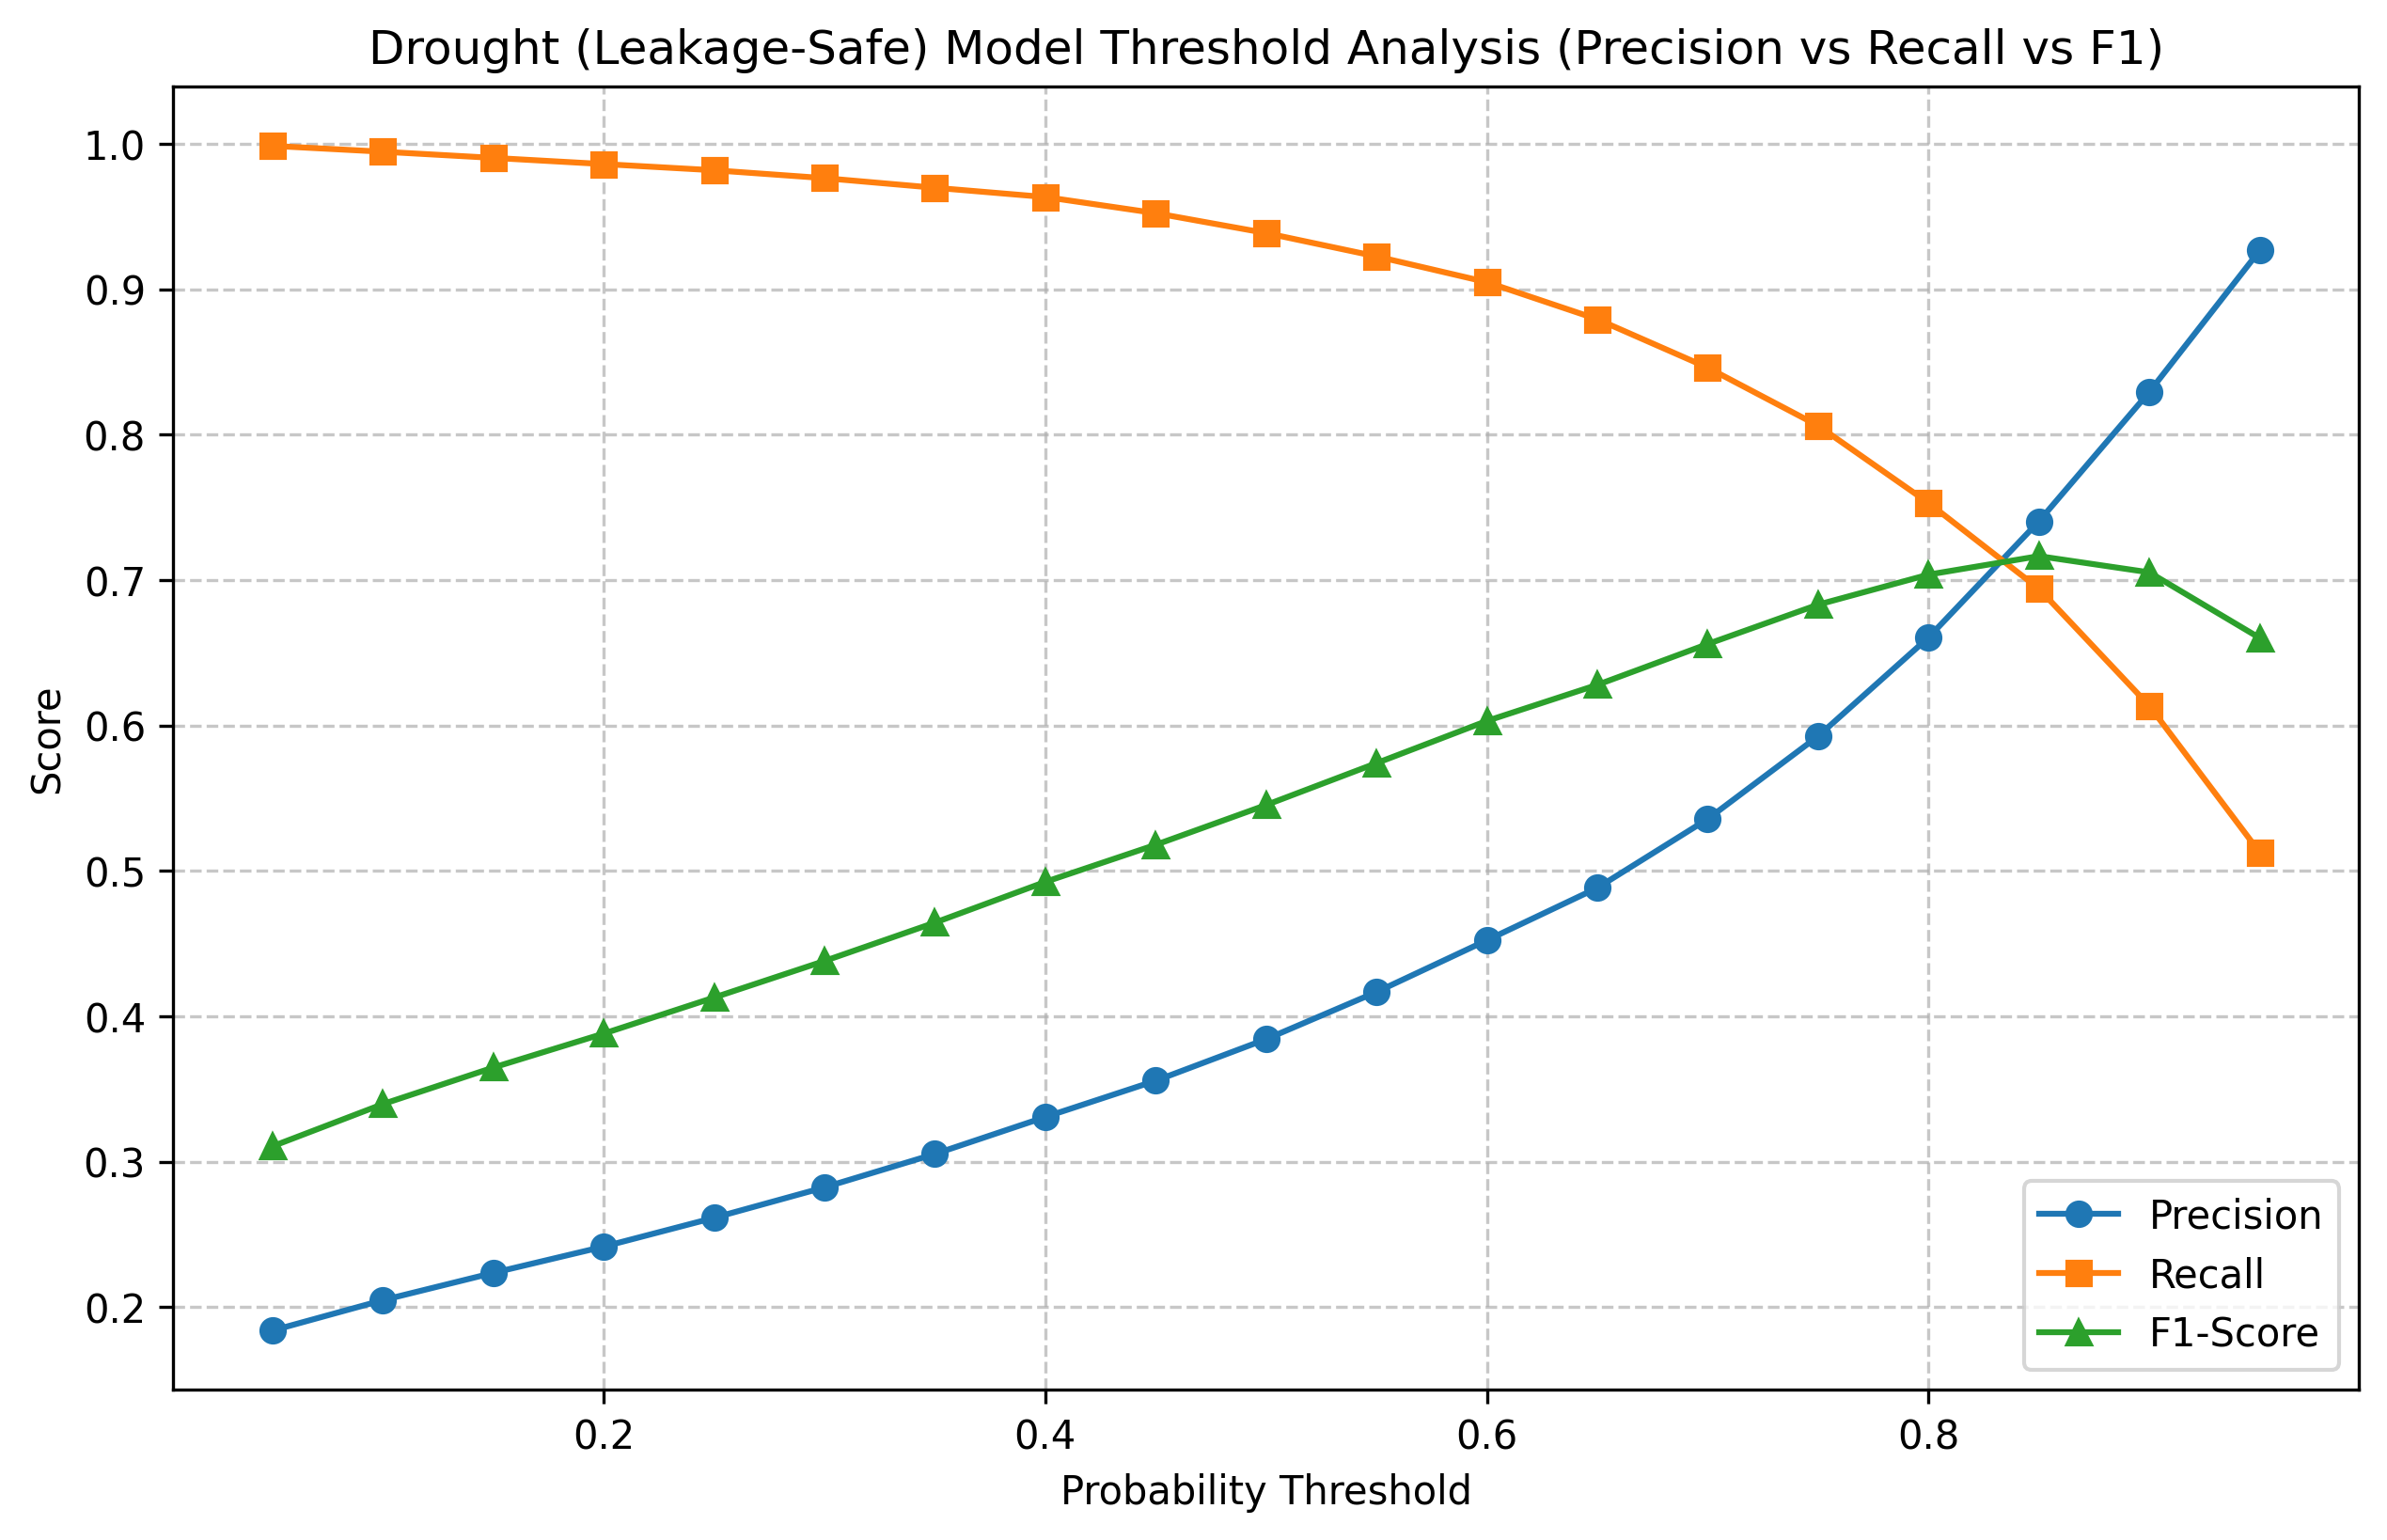 Drought (Leakage-Safe) Model Threshold Analysis (Precision vs Recall vs F1)
1.0
0.9
0.8
0.7
0.6
0.5
0.4
0.3
0.2
Score
Precision
Recall
F1-Score
0.2 0.4 0.6 0.8
Probability Threshold